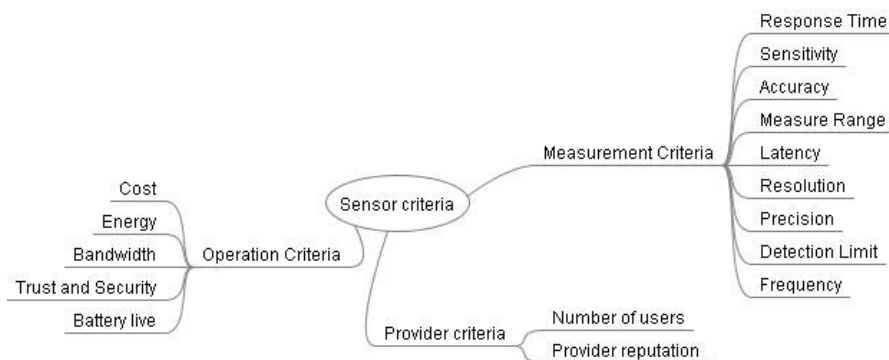 Sensor criteria
Measurement Criteria
Response Time
Sensitivity
Accuracy
Measure Range
Latency
Resolution
Precision
Detection Limit
Frequency
Operation Criteria
Cost
Energy
Bandwidth
Trust and Security
Battery live
Provider criteria
Number of users
Provider reputation